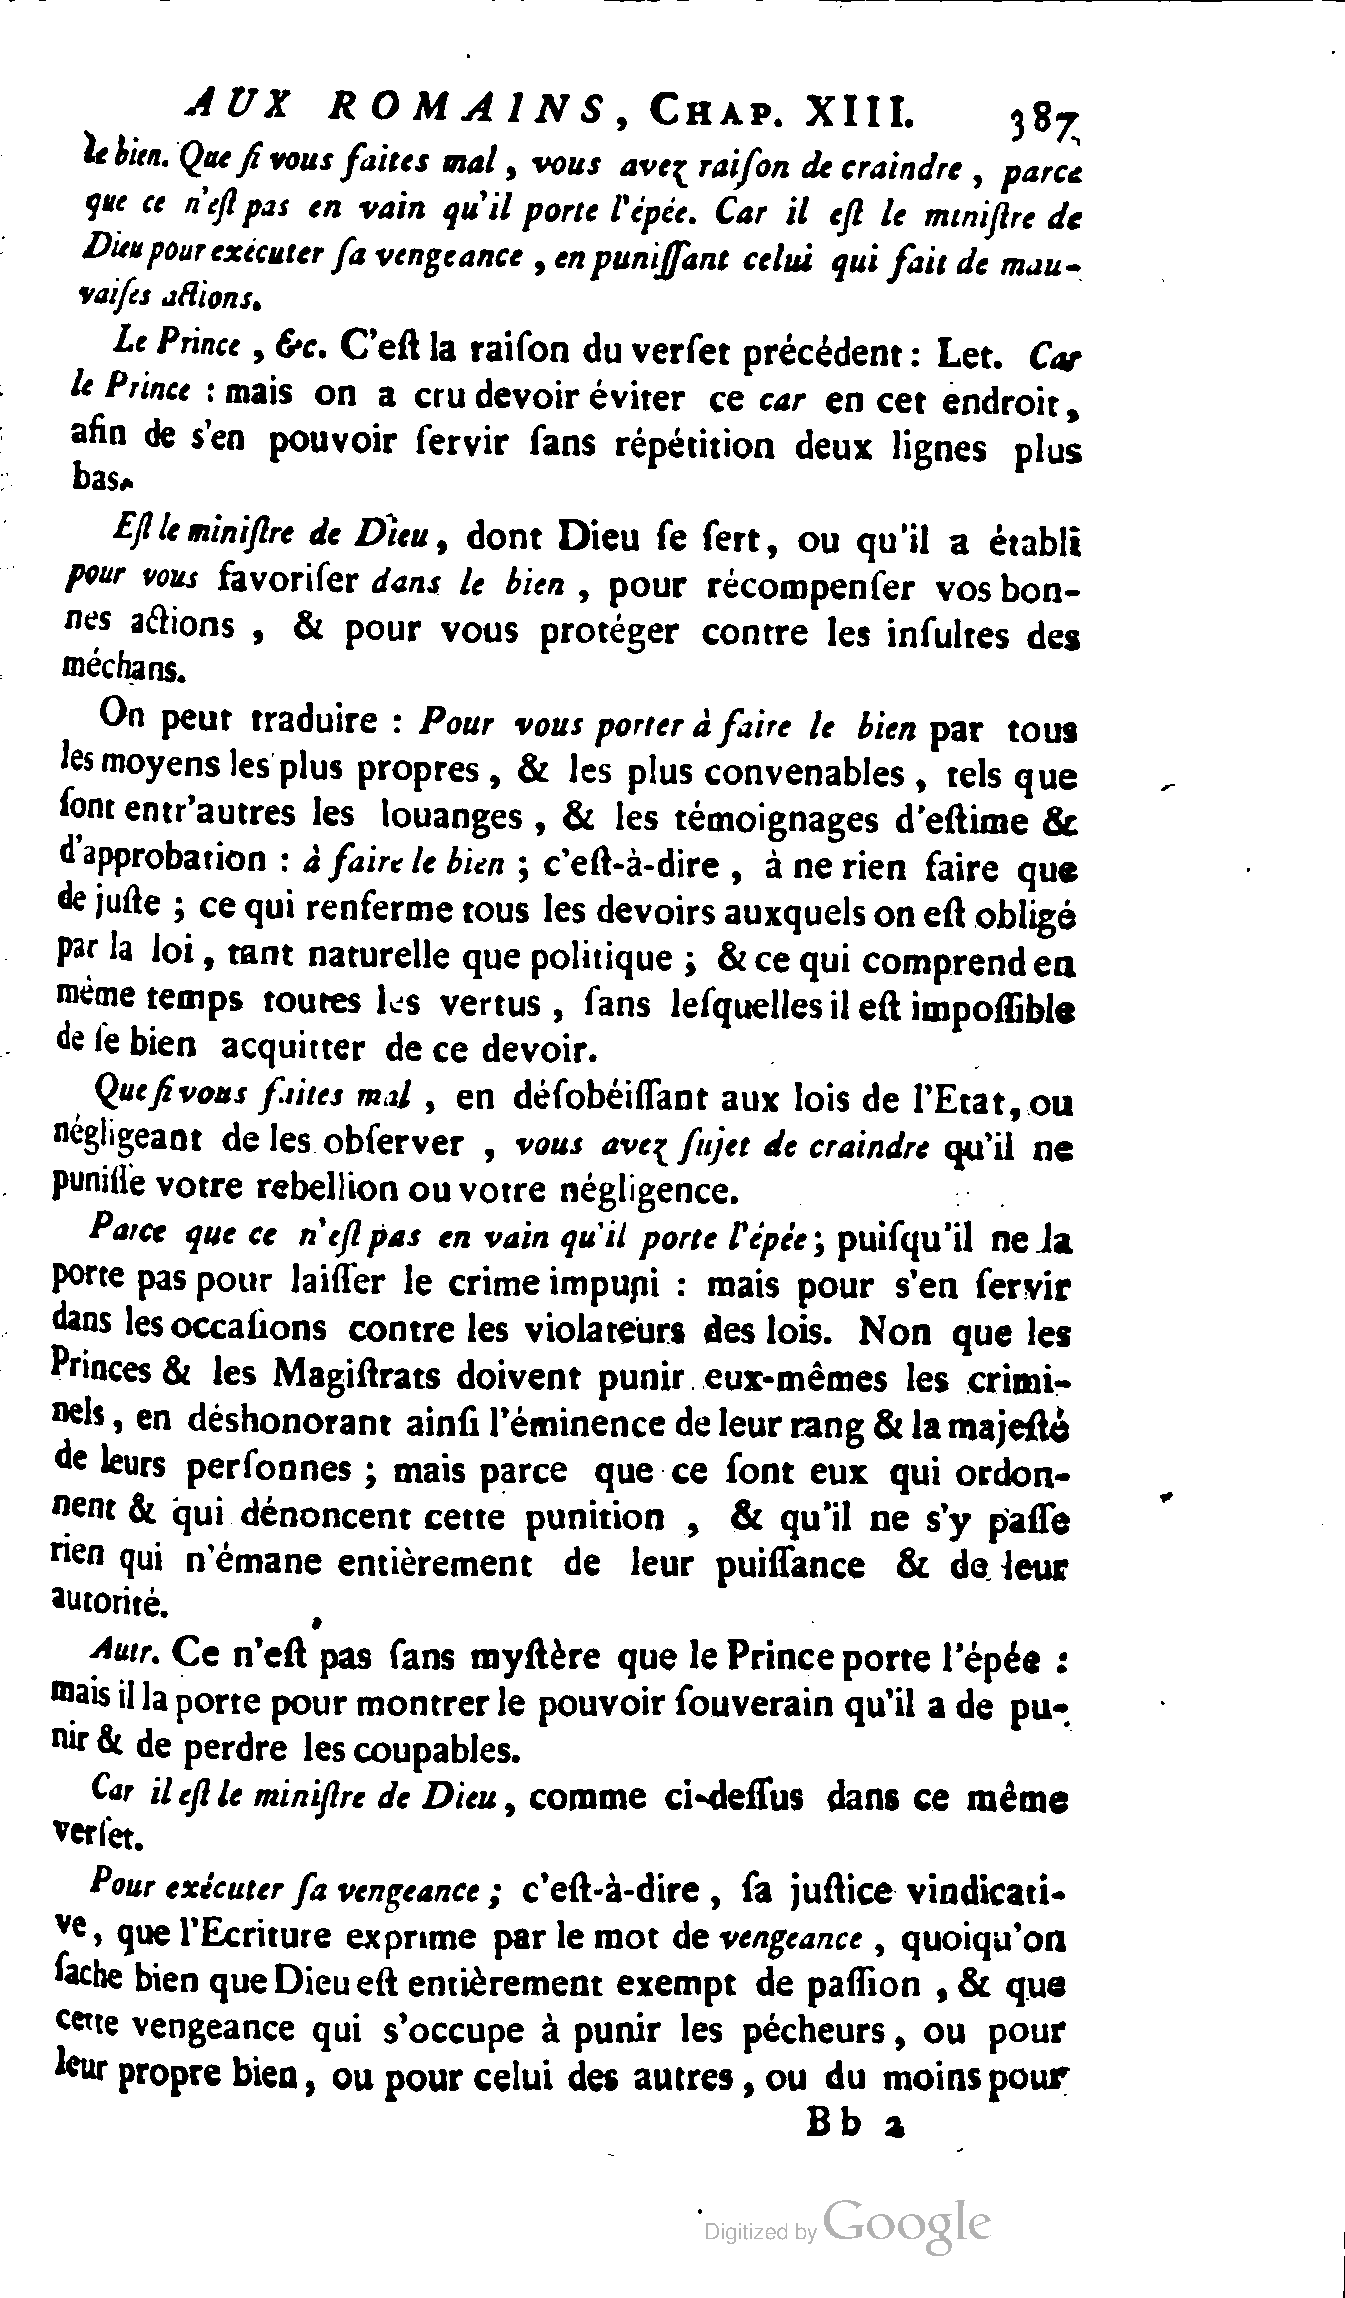 AUX ROMAINS, CHAP. XIII. 387
le bien. Que ſi vous faites mal, vous avez raiſon de craindre, parce
que ce n'eſt pas en vain qu'il porte l'épée. Car il eſt le miniſtre de
Dieu pour exécuter ſa vengeance, en puniſſant celui qui fait de mau-
vaiſes actions.
Le Prince, &c. C'eſt la raiſon du verſet précédent : Let. Car
le Prince : mais on a cru devoir éviter ce car en cet endroit,
afin de s'en pouvoir ſervir ſans répétition deux lignes plus
bas.
Eſt le miniſtre de Dieu, dont Dieu ſe ſert, ou qu'il a établi
pour vous favoriſer dans le bien, pour récompenſer vos bon-
nes actions, & pour vous protéger contre les inſultes des
méchans.
On peut traduire : Pour vous porter à faire le bien par tous
les moyens les plus propres, & les plus convenables, tels que
ſont entr'autres les louanges, & les témoignages d'eſtime &
d'approbation : à faire le bien ; c'eſt-à-dire, à ne rien faire que
de juſte ; ce qui renferme tous les devoirs auxquels on eſt obligé
par la loi, tant naturelle que politique ; & ce qui comprend en
même temps toutes les vertus, ſans leſquelles il eſt impoſſible
de ſe bien acquitter de ce devoir.
Que ſi vous faites mal, en déſobéiſſant aux lois de l'Etat, ou
négligeant de les obſerver, vous avez ſujet de craindre qu'il ne
puniſſe votre rebellion ou votre négligence.
Parce que ce n'eſt pas en vain qu'il porte l'épée ; puiſqu'il ne la
porte pas pour laiſſer le crime impuni : mais pour s'en ſervir
dans les occaſions contre les violateurs des lois. Non que les
Princes & les Magiſtrats doivent punir eux-mêmes les crimi-
nels, en déshonorant ainſi l'éminence de leur rang & la majeſté
de leurs perſonnes ; mais parce que ce ſont eux qui ordon-
nent & qui dénoncent cette punition, & qu'il ne s'y paſſe
rien qui n'émane entièrement de leur puiſſance & de leur
autorité.
Autr. Ce n'eſt pas ſans myſtère que le Prince porte l'épée :
mais il la porte pour montrer le pouvoir ſouverain qu'il a de pu-
nir & de perdre les coupables.
Car il eſt le miniſtre de Dieu, comme ci-deſſus dans ce même
verſet.
Pour exécuter ſa vengeance ; c'eſt-à-dire, ſa juſtice vindicati-
ve, que l'Ecriture exprime par le mot de vengeance, quoiqu'on
ſache bien que Dieu eſt entièrement exempt de paſſion, & que
cette vengeance qui s'occupe à punir les pécheurs, ou pour
leur propre bien, ou pour celui des autres, ou du moins pour
Bb 2
Digitized by Google